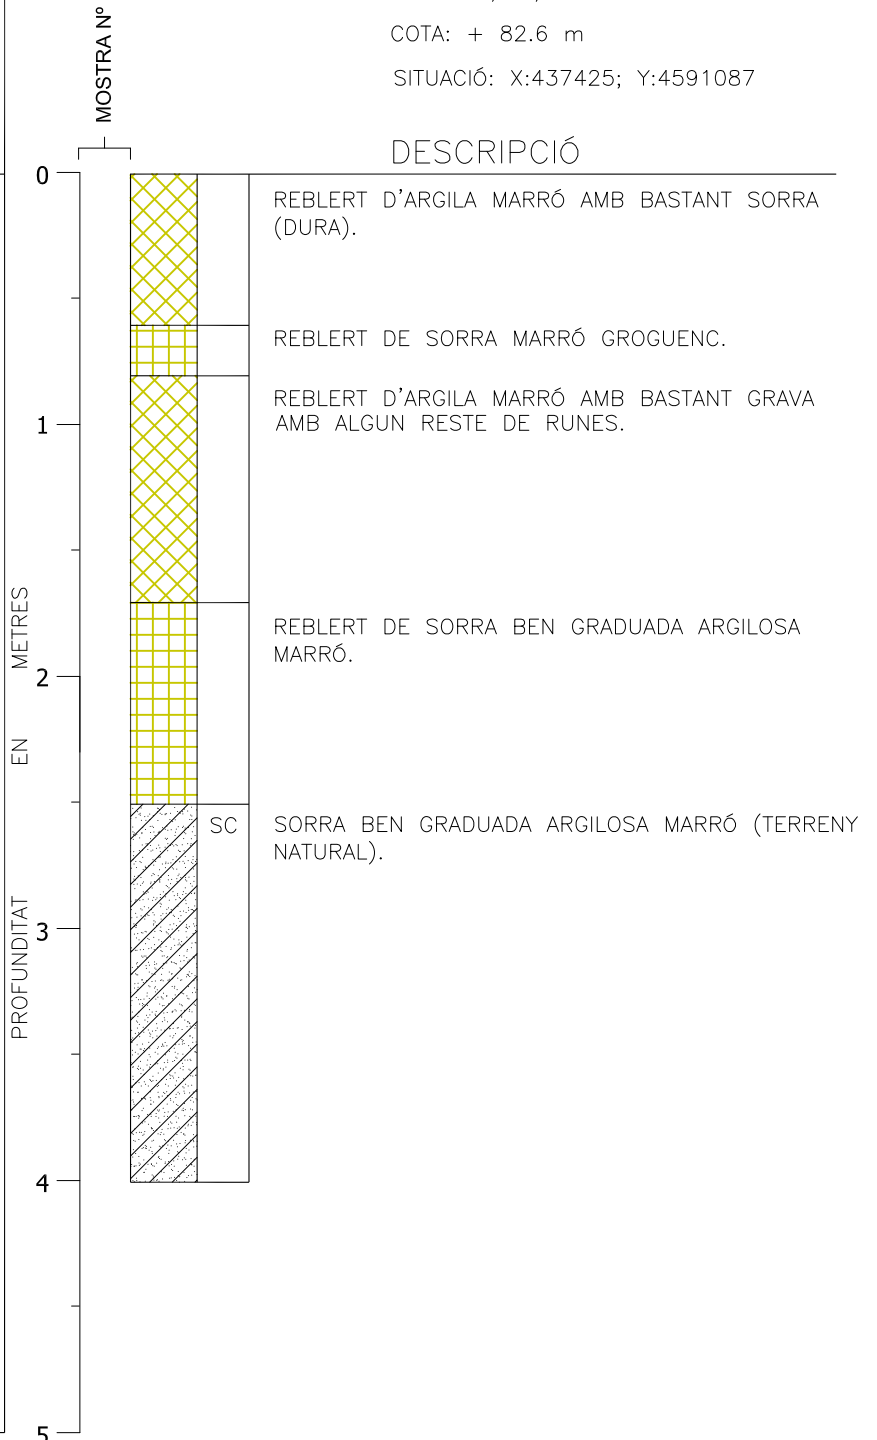 MOSTRA Nº
COTA: + 82.6 m
SITUACIÓ: X:437425; Y:4591087
DESCRIPCIÓ
0
REBLERT D'ARGILA MARRÓ AMB BASTANT SORRA
(DURA).
REBLERT DE SORRA MARRÓ GROGUENC.
REBLERT D'ARGILA MARRÓ AMB BASTANT GRAVA
AMB ALGUN RESTE DE RUNES.
1
REBLERT DE SORRA BEN GRADUADA ARGILOSA
MARRÓ.
2
SC
SORRA BEN GRADUADA ARGILOSA MARRÓ (TERRENY
NATURAL).
3
4
5
PROFUNDITAT EN METRES